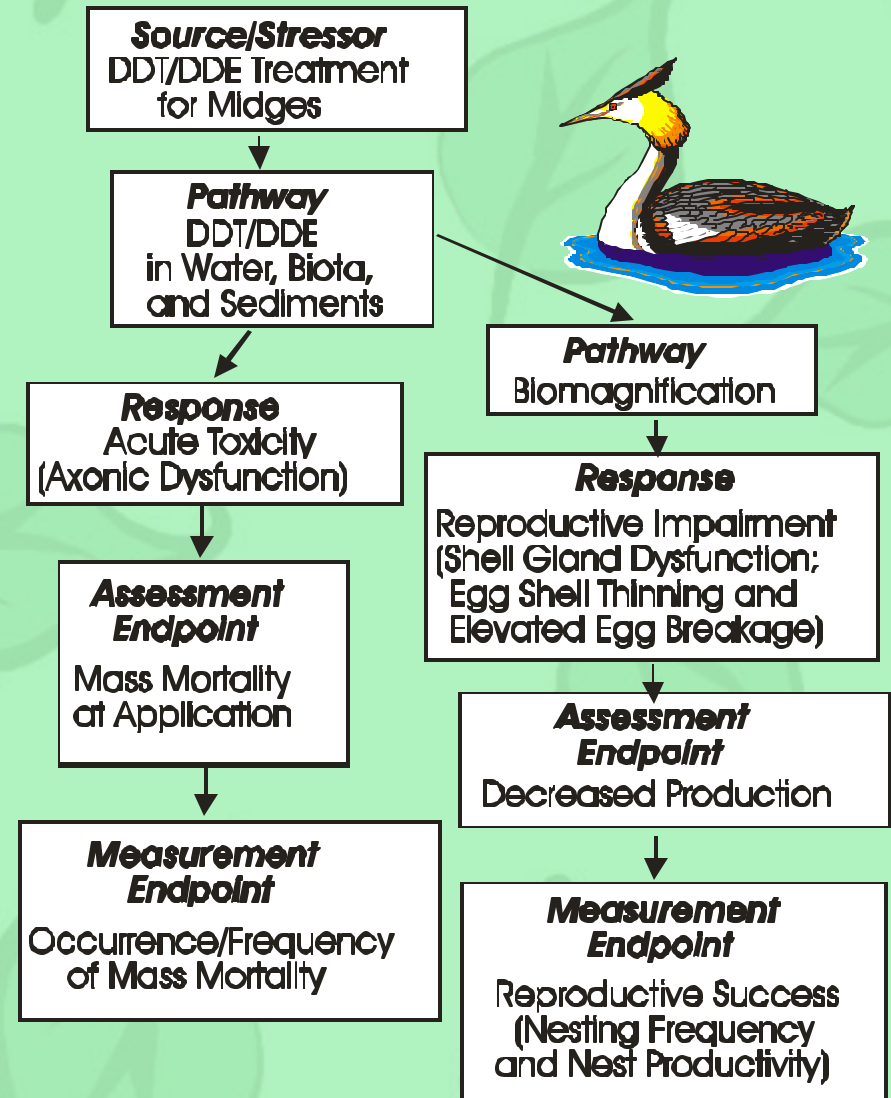 Source/Stressor
DDT/DDE Treatment
for Midges
Pathway
DDT/DDE
in Water, Biota,
and Sediments
Response
Acute Toxicity
(Axonic Dysfunction)
Assessment
Endpoint
Mass Mortality
at Application
Measurement
Endpoint
Occurrence/Frequency
of Mass Mortality
Pathway
Biomagnification
Response
Reproductive Impairment
(Shell Gland Dysfunction;
Egg Shell Thinning and
Elevated Egg Breakage)
Assessment
Endpoint
Decreased Production
Measurement
Endpoint
Reproductive Success
(Nesting Frequency
and Nest Productivity)